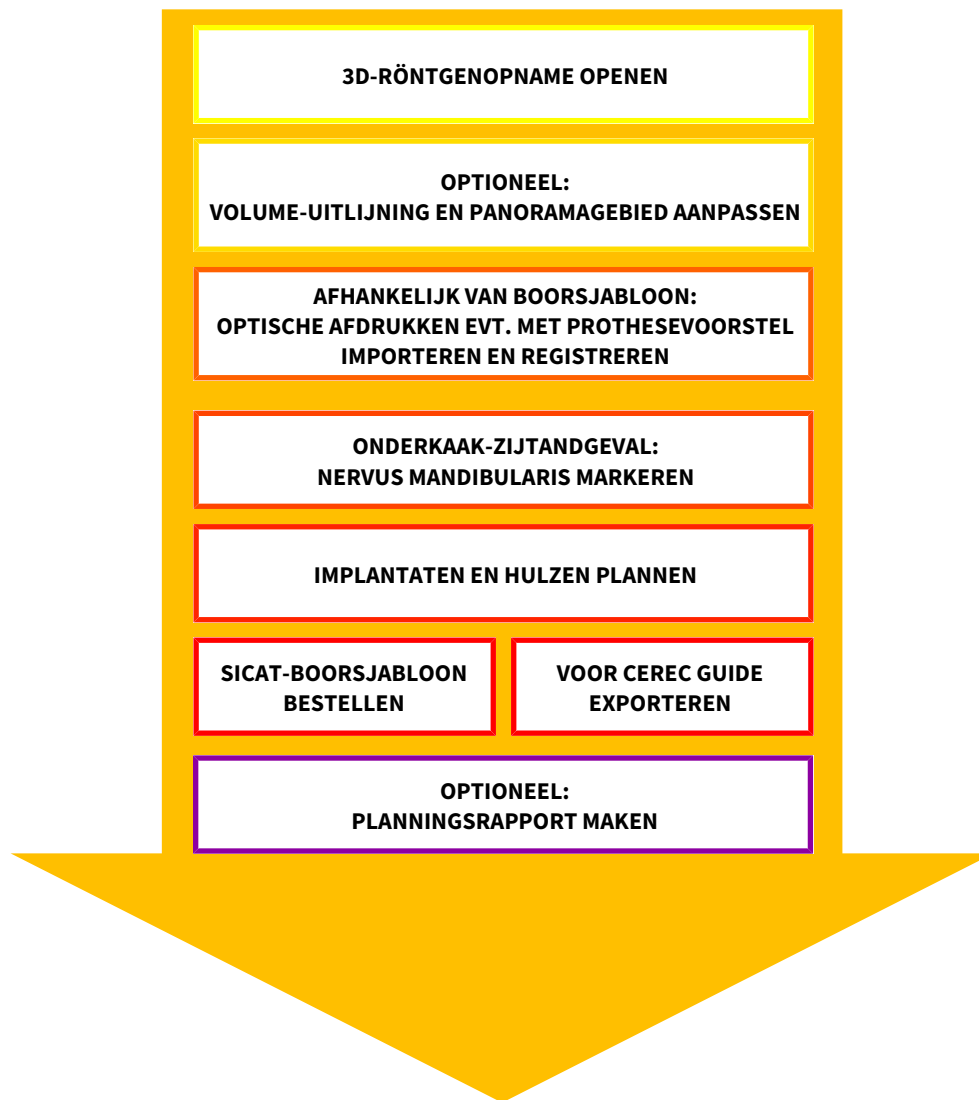 3D-RÖNTGENOPNAME OPENEN
OPTIONEEL:
VOLUME-UITLIJNING EN PANORAMAGEBIED AANPASSEN
AFHANKELIJK VAN BOORSJABLOON:
OPTISCHE AFDRUKKEN EVT. MET PROTHESEVOORSTEL
IMPORTEREN EN REGISTREREN
ONDERKAAK-ZIJTANDGEVAL:
NERVUS MANDIBULARIS MARKEREN
IMPLANTATEN EN HULZEN PLANNEN
SICAT-BOORSJABLOON
BESTELLEN
VOOR CEREC GUIDE
EXPORTEREN
OPTIONEEL:
PLANNINGSRAPPORT MAKEN